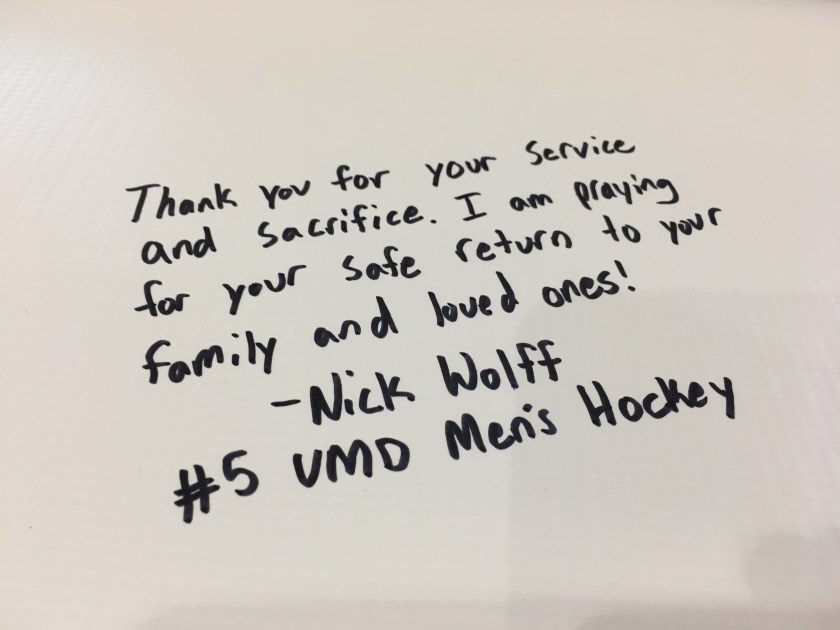 Thank you for your service
and sacrifice. I am praying
for your safe return to your
family and loved ones!
-Nick Wolff
#5 UMD Men's Hockey